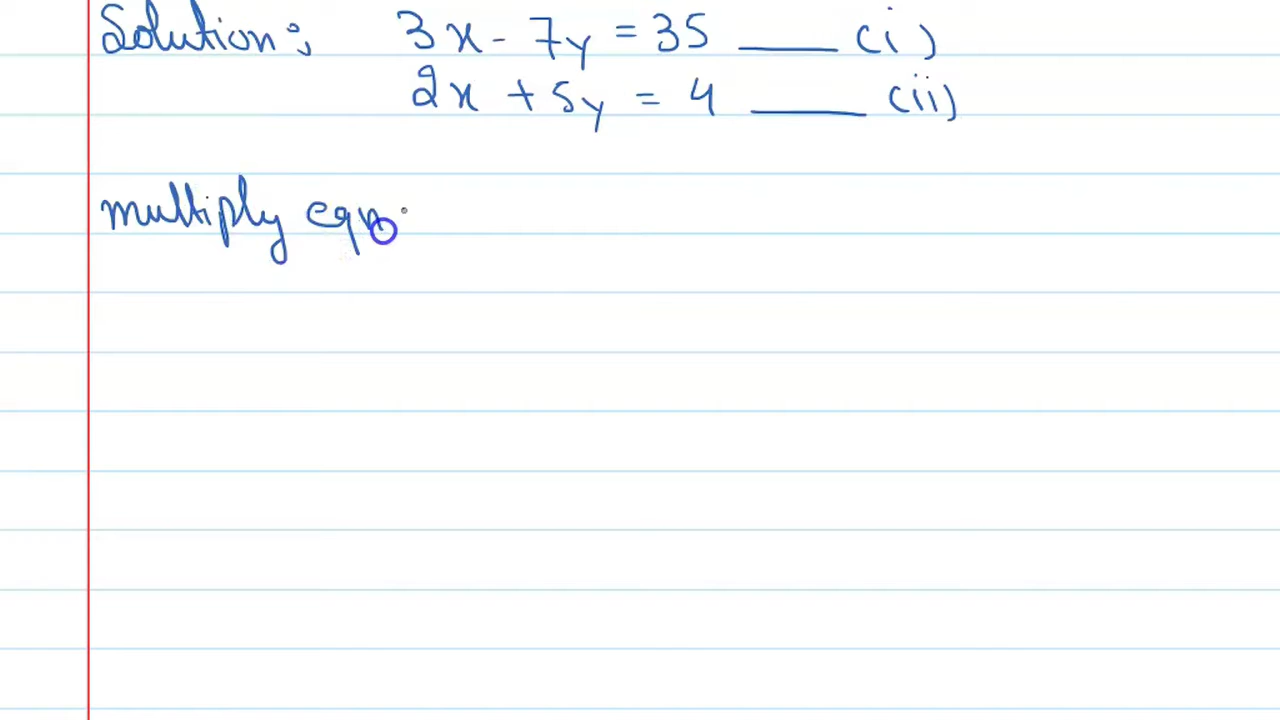 Solution:, 3x - 7y = 35 ____ (i)
2x + 5y = 4 ____ (ii)
multiply eqn